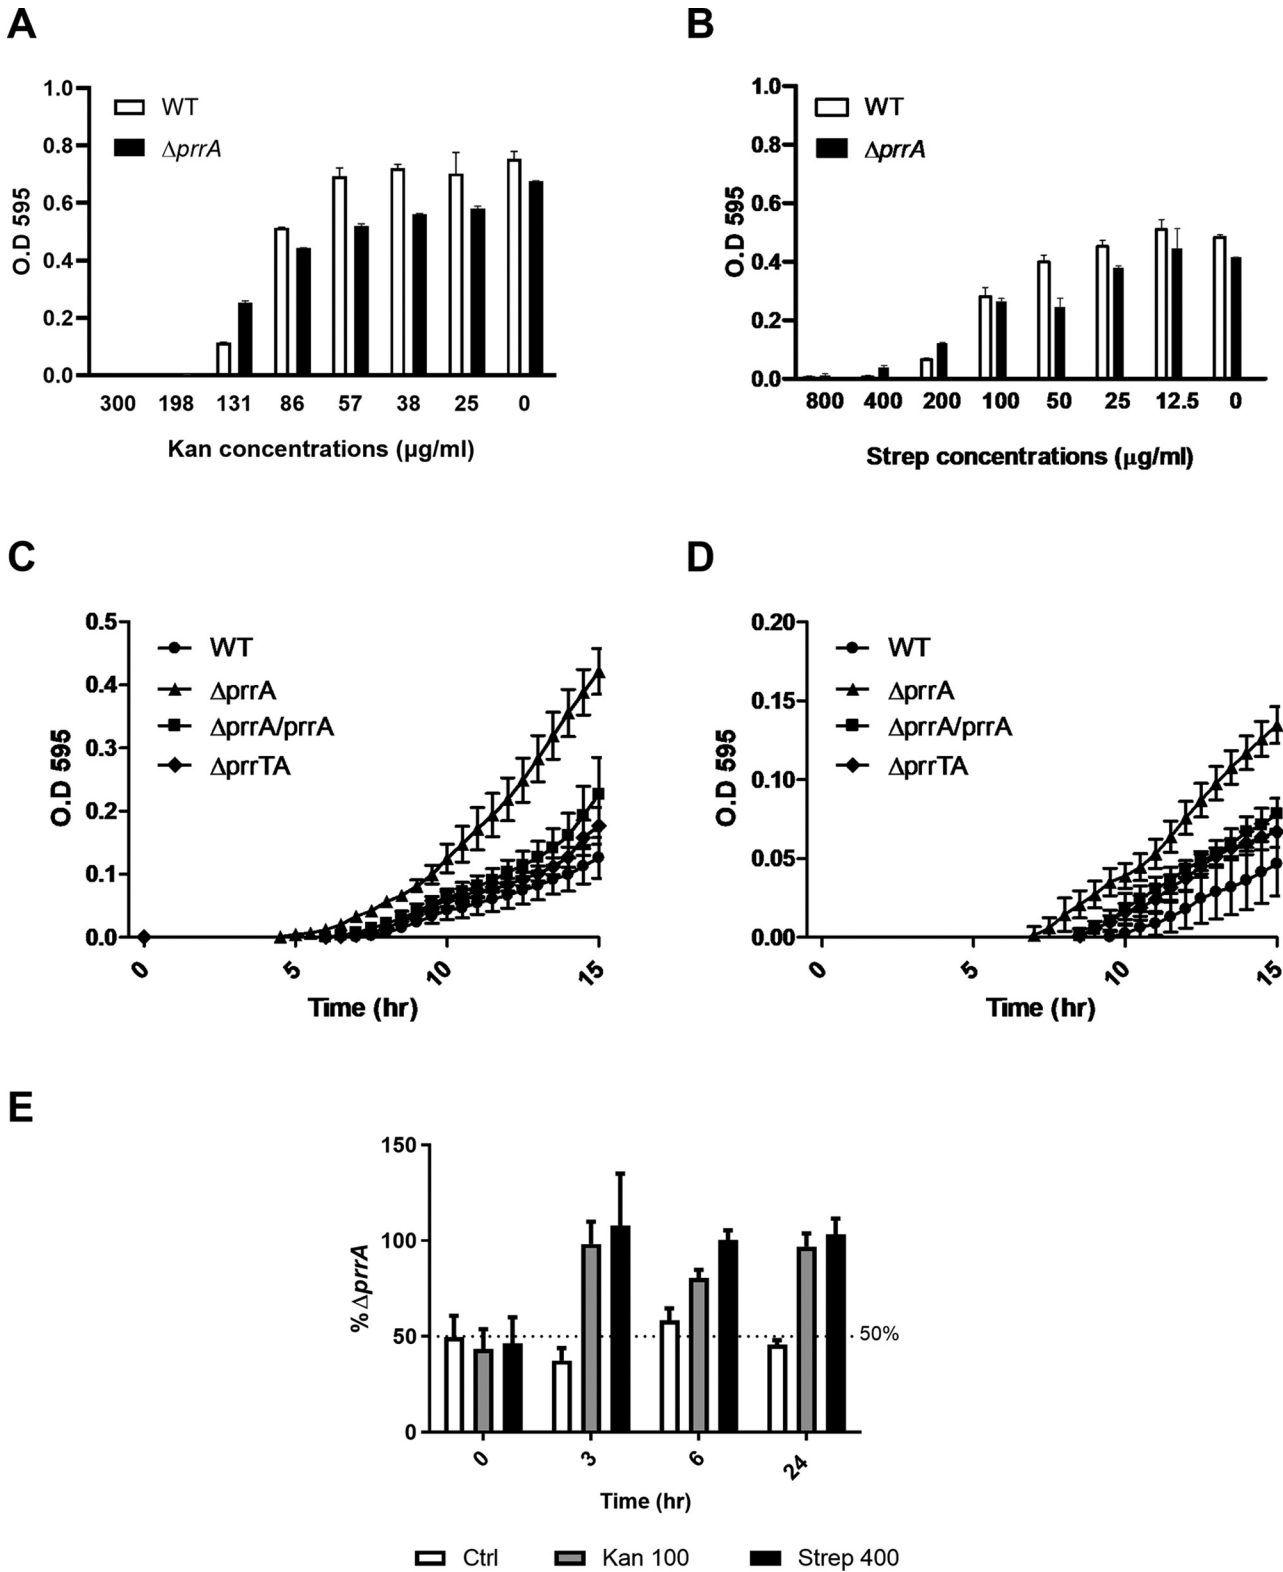 A
B
1.0
0.8
0.6
0.4
0.2
0.0
O.D 595
WT
ΔprrA
300 198 131 86 57 38 25 0
Kan concentrations (μg/ml)
1.0
0.8
0.6
0.4
0.2
0.0
O.D 595
WT
ΔprrA
800 400 200 100 50 25 12.5 0
Strep concentrations (μg/ml)
C
D
0.5
0.4
0.3
0.2
0.1
0.0
O.D 595
WT
ΔprrA
ΔprrA/prrA
ΔprrTA
0 5 10 15
Time (hr)
0.20
0.15
0.10
0.05
0.00
O.D 595
WT
ΔprrA
ΔprrA/prrA
ΔprrTA
0 5 10 15
Time (hr)
E
150
100
50
0
% ΔprrA
50%
0 3 6 24
Time (hr)
Ctrl Kan 100 Strep 400